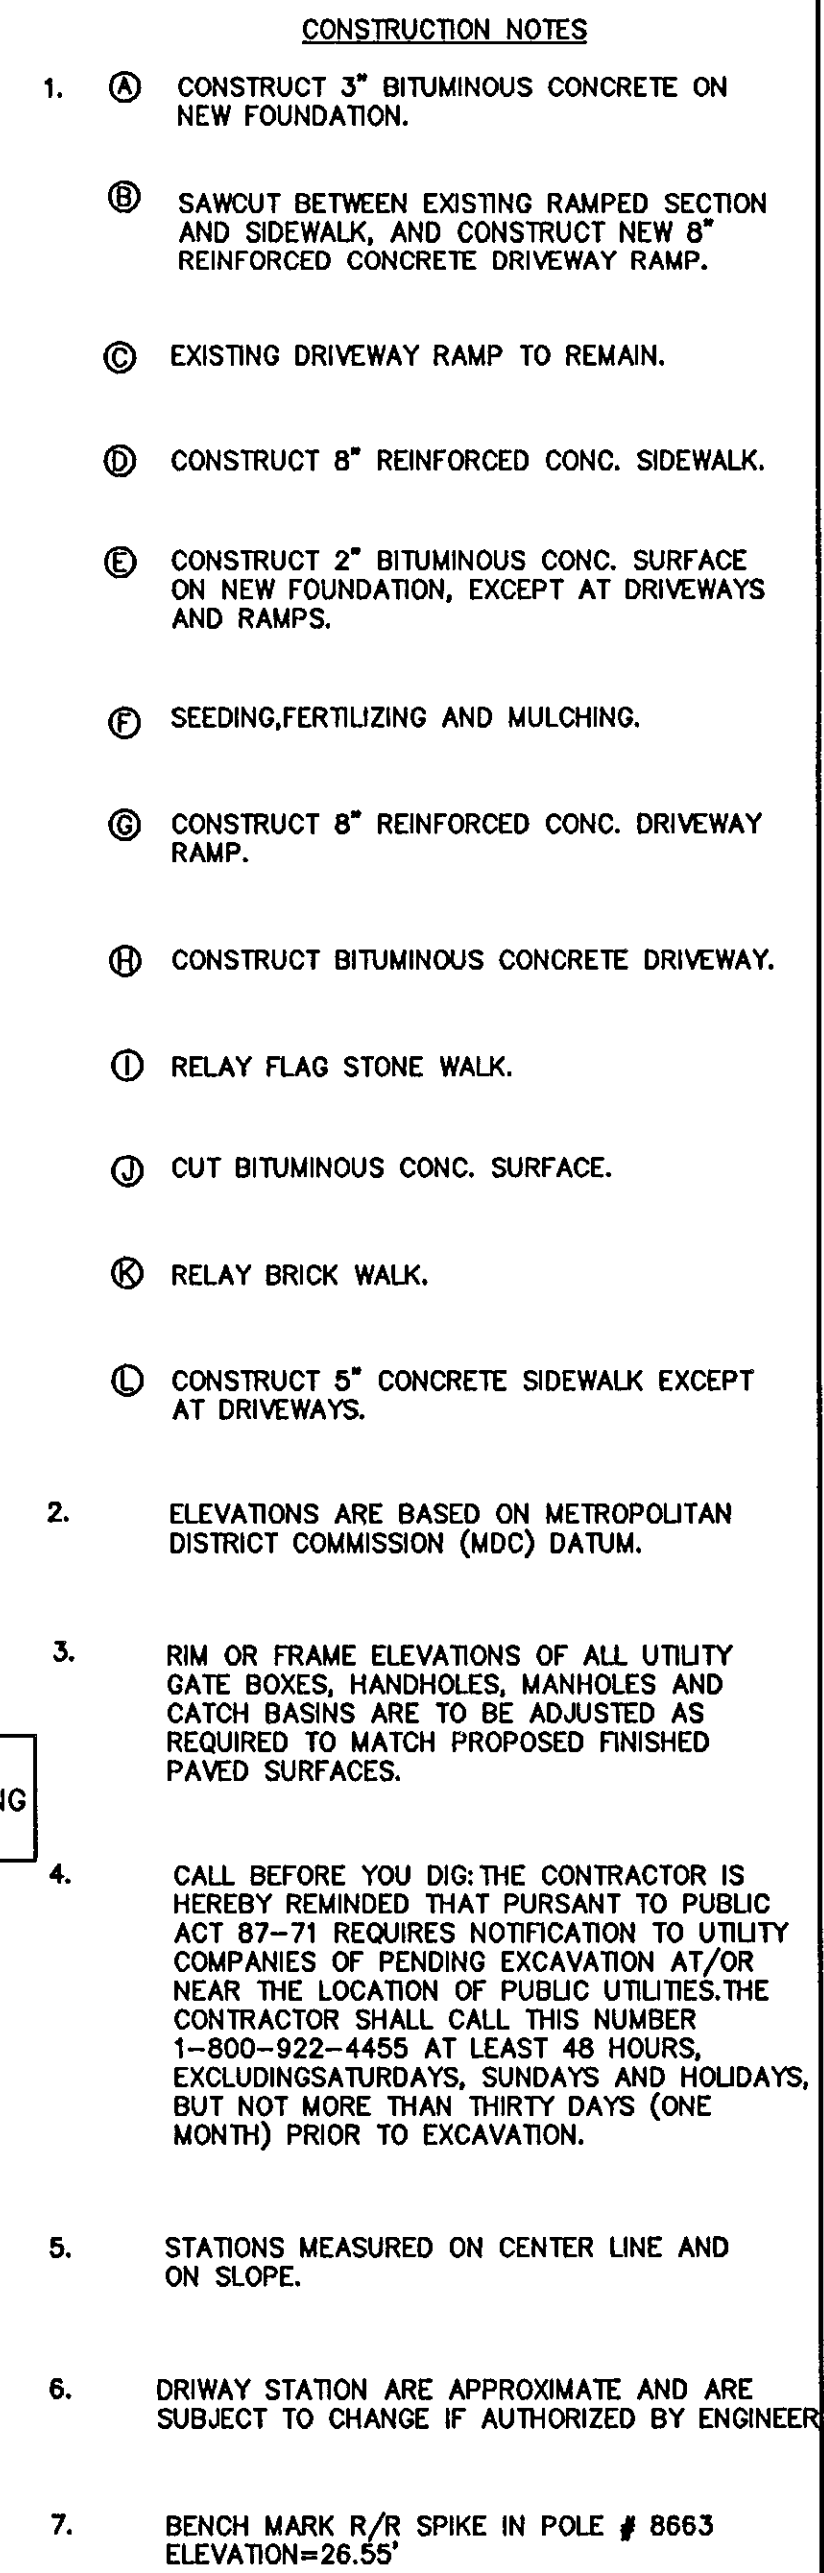 CONSTRUCTION NOTES
1. Ⓐ CONSTRUCT 3" BITUMINOUS CONCRETE ON
NEW FOUNDATION.
Ⓑ SAWCUT BETWEEN EXISTING RAMPED SECTION
AND SIDEWALK, AND CONSTRUCT NEW 8"
REINFORCED CONCRETE DRIVEWAY RAMP.
Ⓒ EXISTING DRIVEWAY RAMP TO REMAIN.
Ⓓ CONSTRUCT 8" REINFORCED CONC. SIDEWALK.
Ⓔ CONSTRUCT 2" BITUMINOUS CONC. SURFACE
ON NEW FOUNDATION, EXCEPT AT DRIVEWAYS
AND RAMPS.
Ⓕ SEEDING,FERTILIZING AND MULCHING.
Ⓖ CONSTRUCT 8" REINFORCED CONC. DRIVEWAY
RAMP.
Ⓗ CONSTRUCT BITUMINOUS CONCRETE DRIVEWAY.
Ⓘ RELAY FLAG STONE WALK.
Ⓙ CUT BITUMINOUS CONC. SURFACE.
Ⓚ RELAY BRICK WALK.
Ⓛ CONSTRUCT 5" CONCRETE SIDEWALK EXCEPT
AT DRIVEWAYS.
2. ELEVATIONS ARE BASED ON METROPOLITAN
DISTRICT COMMISSION (MDC) DATUM.
3. RIM OR FRAME ELEVATIONS OF ALL UTILITY
GATE BOXES, HANDHOLES, MANHOLES AND
CATCH BASINS ARE TO BE ADJUSTED AS
REQUIRED TO MATCH PROPOSED FINISHED
PAVED SURFACES.
4. CALL BEFORE YOU DIG:THE CONTRACTOR IS
HEREBY REMINDED THAT PURSANT TO PUBLIC
ACT 87-71 REQUIRES NOTIFICATION TO UTILITY
COMPANIES OF PENDING EXCAVATION AT/OR
NEAR THE LOCATION OF PUBLIC UTILITIES.THE
CONTRACTOR SHALL CALL THIS NUMBER
1-800-922-4455 AT LEAST 48 HOURS,
EXCLUDINGSATURDAYS, SUNDAYS AND HOLIDAYS,
BUT NOT MORE THAN THIRTY DAYS (ONE
MONTH) PRIOR TO EXCAVATION.
5. STATIONS MEASURED ON CENTER LINE AND
ON SLOPE.
6. DRIWAY STATION ARE APPROXIMATE AND ARE
SUBJECT TO CHANGE IF AUTHORIZED BY ENGINEER
7. BENCH MARK R/R SPIKE IN POLE # 8663
ELEVATION=26.55'